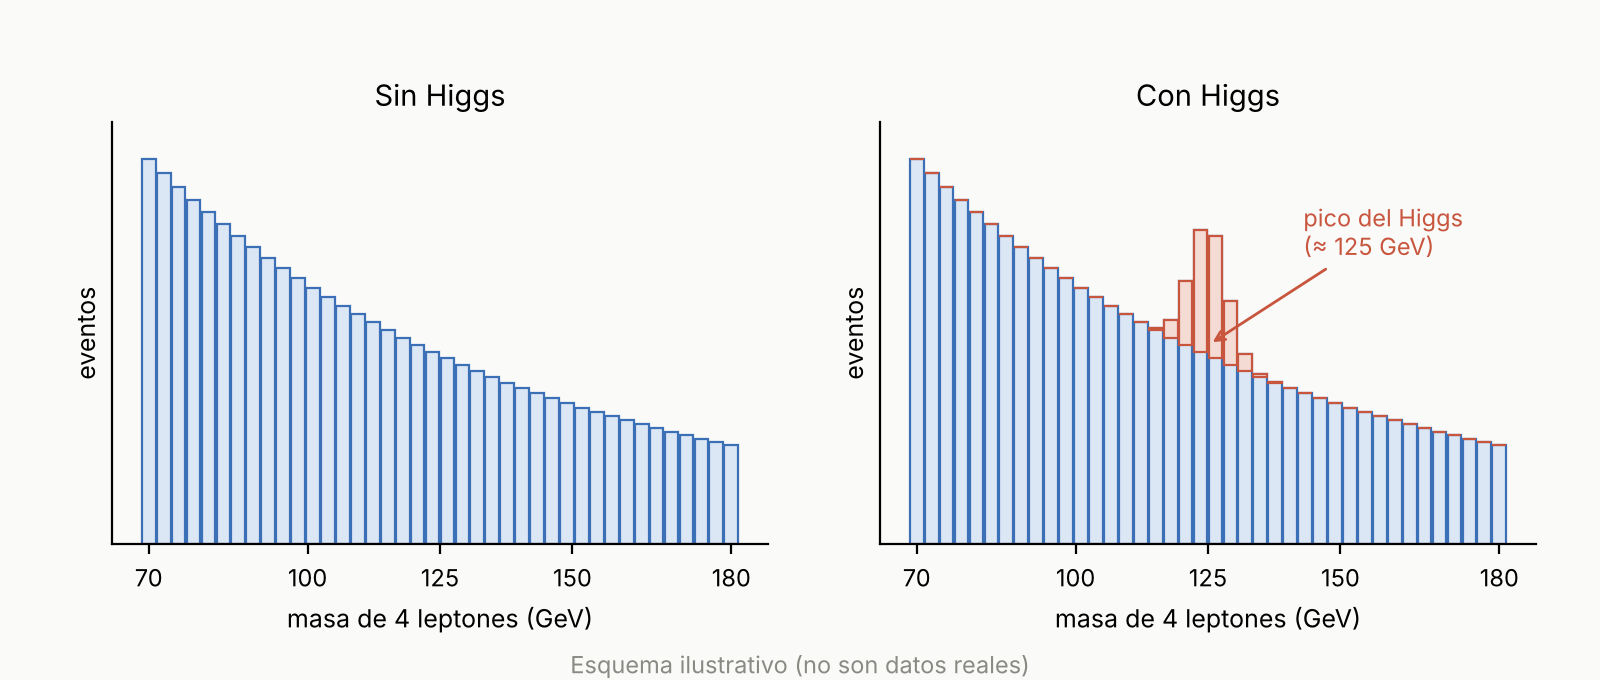 Sin Higgs
eventos
70 100 125 150 180
masa de 4 leptones (GeV)
Con Higgs
pico del Higgs
(≈ 125 GeV)
eventos
70 100 125 150 180
masa de 4 leptones (GeV)
Esquema ilustrativo (no son datos reales)